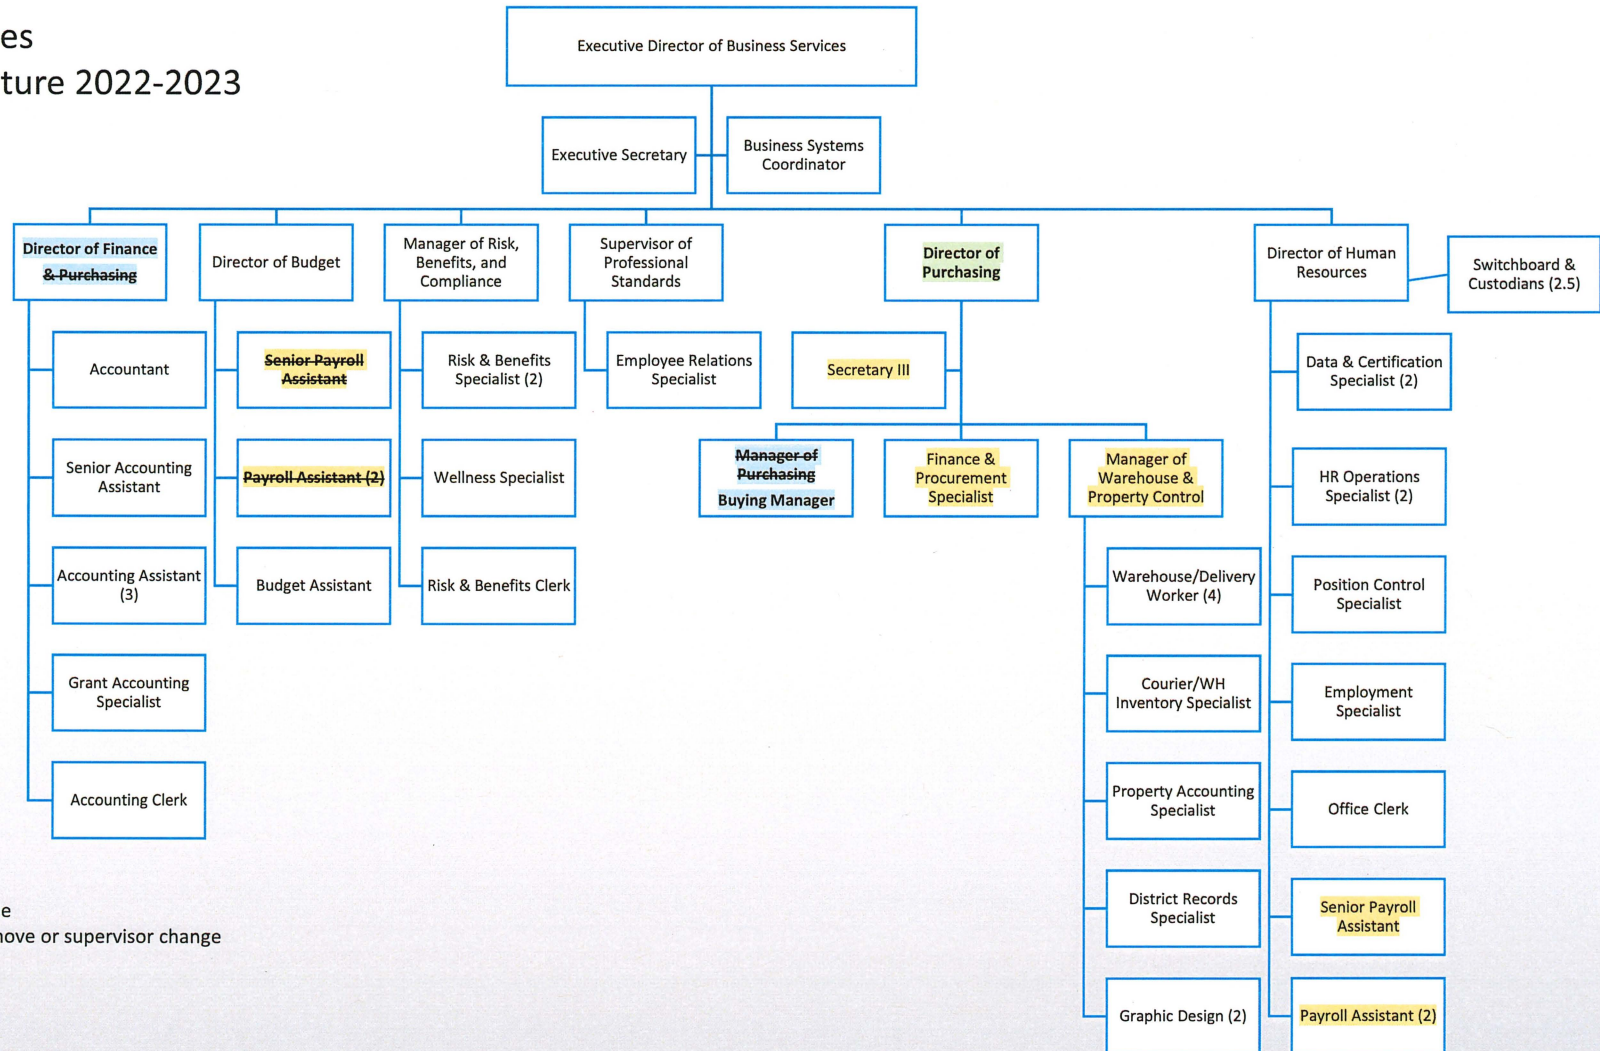 es
ture 2022-2023
Executive Director of Business Services
Executive Secretary
Business Systems
Coordinator
Director of Finance
& Purchasing
Director of Budget
Manager of Risk,
Benefits, and
Compliance
Supervisor of
Professional
Standards
Director of
Purchasing
Director of Human
Resources
Switchboard &
Custodians (2.5)
Accountant
Senior Accounting
Assistant
Accounting Assistant
(3)
Grant Accounting
Specialist
Accounting Clerk
Senior Payroll
Assistant
Payroll Assistant (2)
Budget Assistant
Risk & Benefits
Specialist (2)
Wellness Specialist
Risk & Benefits Clerk
Employee Relations
Specialist
Secretary III
Manager of
Purchasing
Buying Manager
Finance &
Procurement
Specialist
Manager of
Warehouse &
Property Control
Warehouse/Delivery
Worker (4)
Courier/WH
Inventory Specialist
Property Accounting
Specialist
District Records
Specialist
Graphic Design (2)
Data & Certification
Specialist (2)
HR Operations
Specialist (2)
Position Control
Specialist
Employment
Specialist
Office Clerk
Senior Payroll
Assistant
Payroll Assistant (2)
e
ove or supervisor change